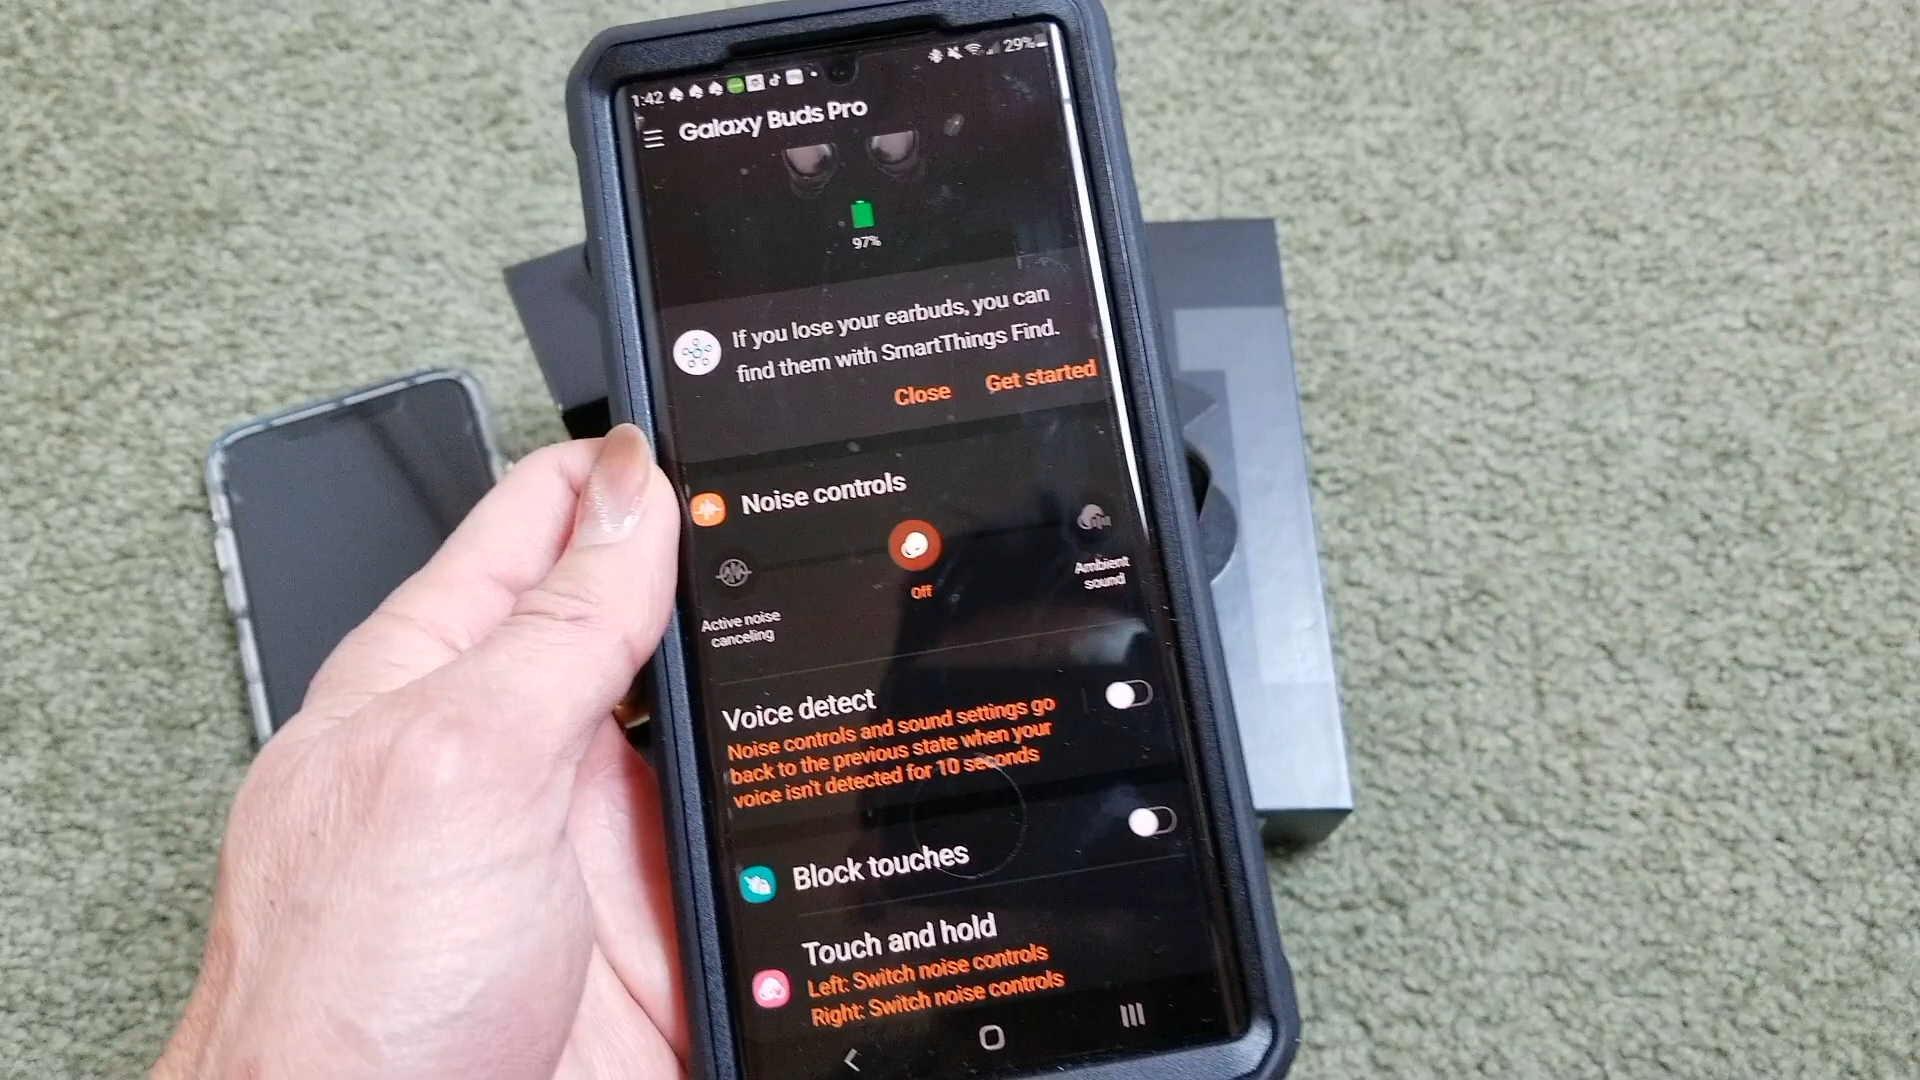 1:42
29%
Galaxy Buds Pro
97%
If you lose your earbuds, you can
find them with SmartThings Find.
Close
Get started
Noise controls
Active noise
canceling
Off
Ambient
sound
Voice detect
Noise controls and sound settings go
back to the previous state when your
voice isn't detected for 10 seconds
Block touches
Touch and hold
Left: Switch noise controls
Right: Switch noise controls